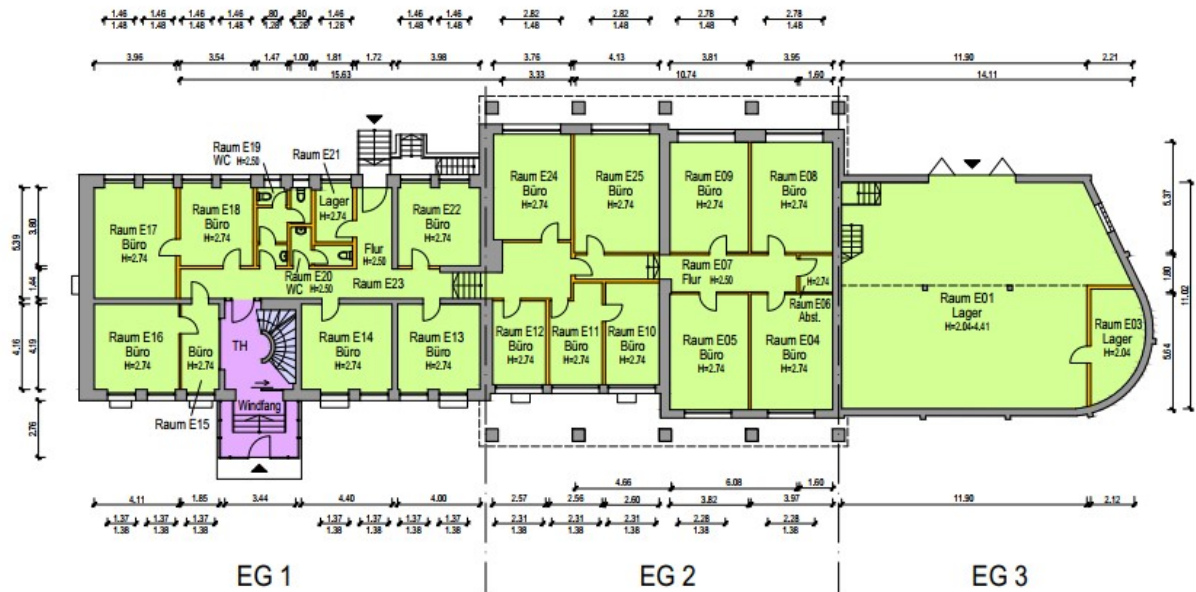 1.46 1.46 1.46 1.46 .80 .80 1.46 1.46 1.46 2.82 2.82 2.78 2.78
1.48 1.48 1.48 1.48 1.28 1.28 1.28 1.48 1.48 1.48 1.48 1.48 1.48
3.96 3.54 1.47 1.00 1.81 1.72 3.98 3.76 4.13 3.81 3.95 11.90 2.21
15.63 3.33 10.74 1.60 14.11
Raum E19
WC H=2.50
Raum E21
Lager
H=2.74
Raum E17
Büro
H=2.74
Raum E18
Büro
H=2.74
Flur
H=2.50
Raum E22
Büro
H=2.74
Raum E20
WC H=2.50
Raum E23
Raum E24
Büro
H=2.74
Raum E25
Büro
H=2.74
Raum E09
Büro
H=2.74
Raum E08
Büro
H=2.74
Raum E07
Flur H=2.50
H=2.74
Raum E06
Abst.
Raum E01
Lager
H=2.04-4.41
Raum E03
Lager
H=2.04
Raum E16
Büro
H=2.74
Büro
H=2.74
Raum E15
TH
Windfang
Raum E14
Büro
H=2.74
Raum E13
Büro
H=2.74
Raum E12
Büro
H=2.74
Raum E11
Büro
H=2.74
Raum E10
Büro
H=2.74
Raum E05
Büro
H=2.74
Raum E04
Büro
H=2.74
5.39
3.80
1.44
4.16
4.19
2.76
5.37
1.80
11.02
5.64
4.66 6.08 1.60
4.11 1.85 3.44 4.40 4.00 2.57 2.56 2.60 3.82 3.97 11.90 2.12
1.37 1.37 1.37 1.37 1.37 1.37 1.37 2.31 2.31 2.31 2.28 2.28
1.38 1.38 1.38 1.38 1.38 1.38 1.38 1.38 1.38 1.38 1.38 1.38
EG 1
EG 2
EG 3